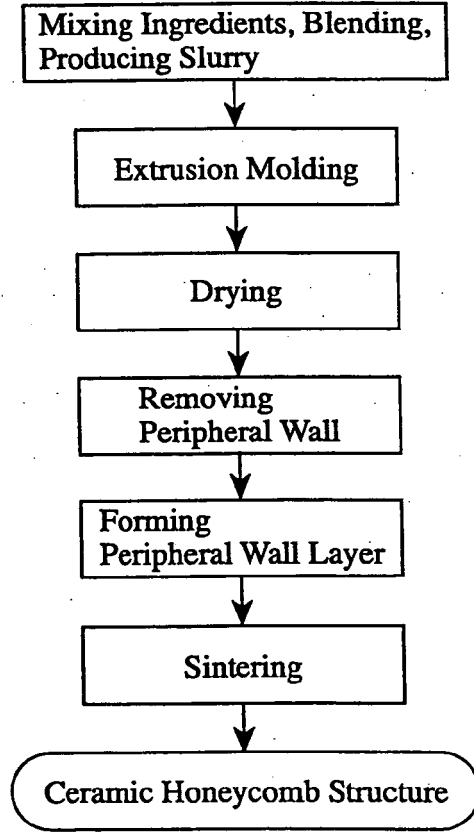 Mixing Ingredients, Blending,
Producing Slurry
Extrusion Molding
Drying
Removing
Peripheral Wall
Forming
Peripheral Wall Layer
Sintering
Ceramic Honeycomb Structure